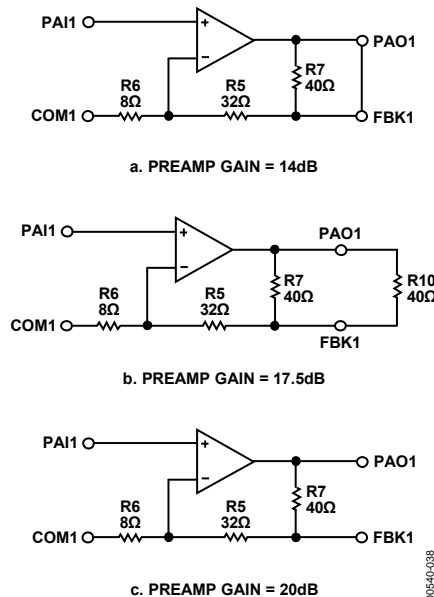 PAI1
+
−
PAO1
R7
40Ω
R6
8Ω
R5
32Ω
COM1
FBK1
a. PREAMP GAIN = 14dB
PAI1
+
−
PAO1
R7
40Ω
R10
40Ω
R6
8Ω
R5
32Ω
COM1
FBK1
b. PREAMP GAIN = 17.5dB
PAI1
+
−
PAO1
R7
40Ω
R6
8Ω
R5
32Ω
COM1
FBK1
c. PREAMP GAIN = 20dB